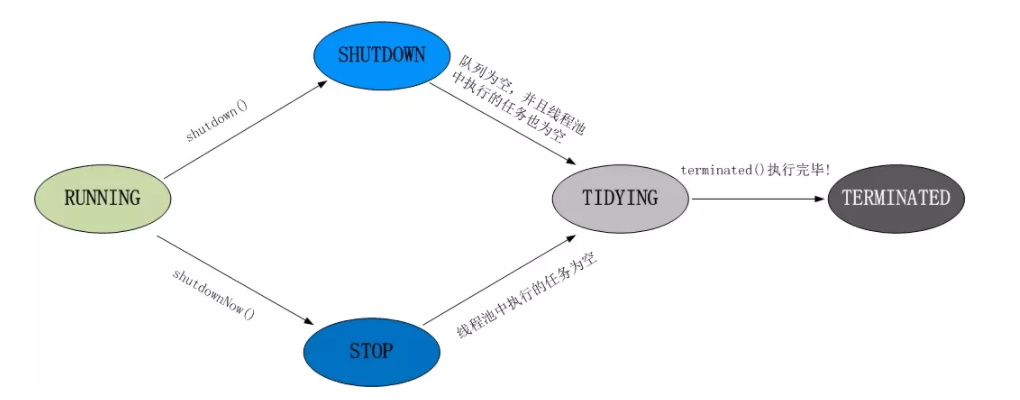 SHUTDOWN
shutdown()
队列为空，并且线程池
中执行的任务也为空
RUNNING
TIDYING
terminated()执行完毕!
TERMINATED
shutdownNow()
线程池中执行的任务为空
STOP